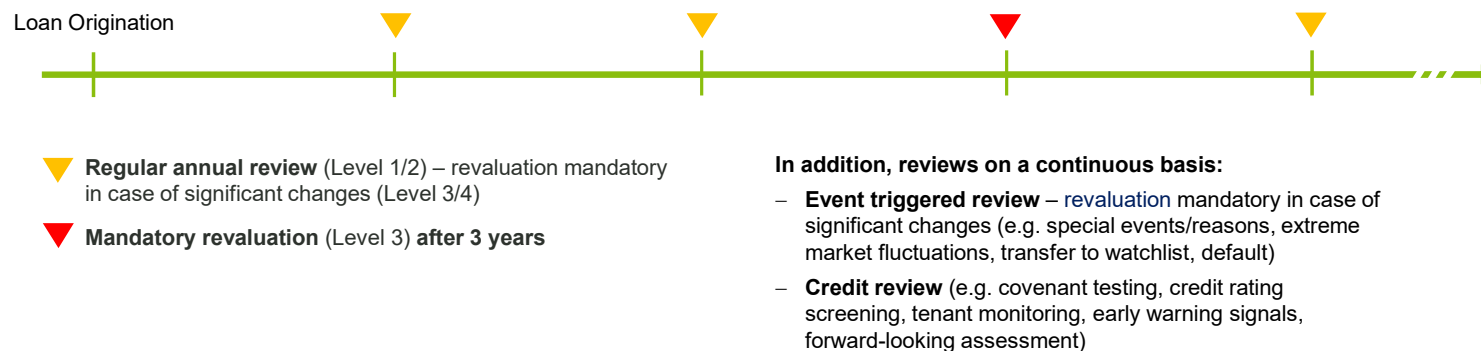 Loan Origination
Regular annual review (Level 1/2) – revaluation mandatory
in case of significant changes (Level 3/4)
Mandatory revaluation (Level 3) after 3 years
In addition, reviews on a continuous basis:
– Event triggered review – revaluation mandatory in case of
significant changes (e.g. special events/reasons, extreme
market fluctuations, transfer to watchlist, default)
– Credit review (e.g. covenant testing, credit rating
screening, tenant monitoring, early warning signals,
forward-looking assessment)